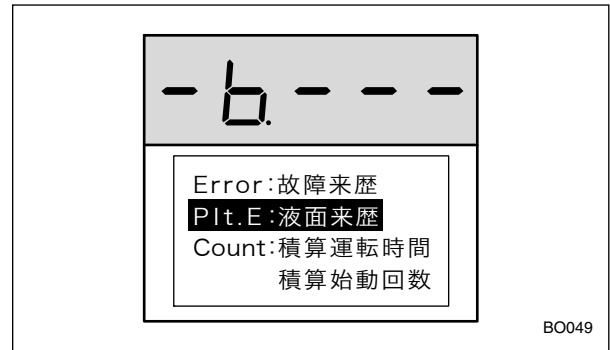 - b. - - -
Error:故障来歴
Plt.E:液面来歴
Count:積算運転時間
積算始動回数
BO049